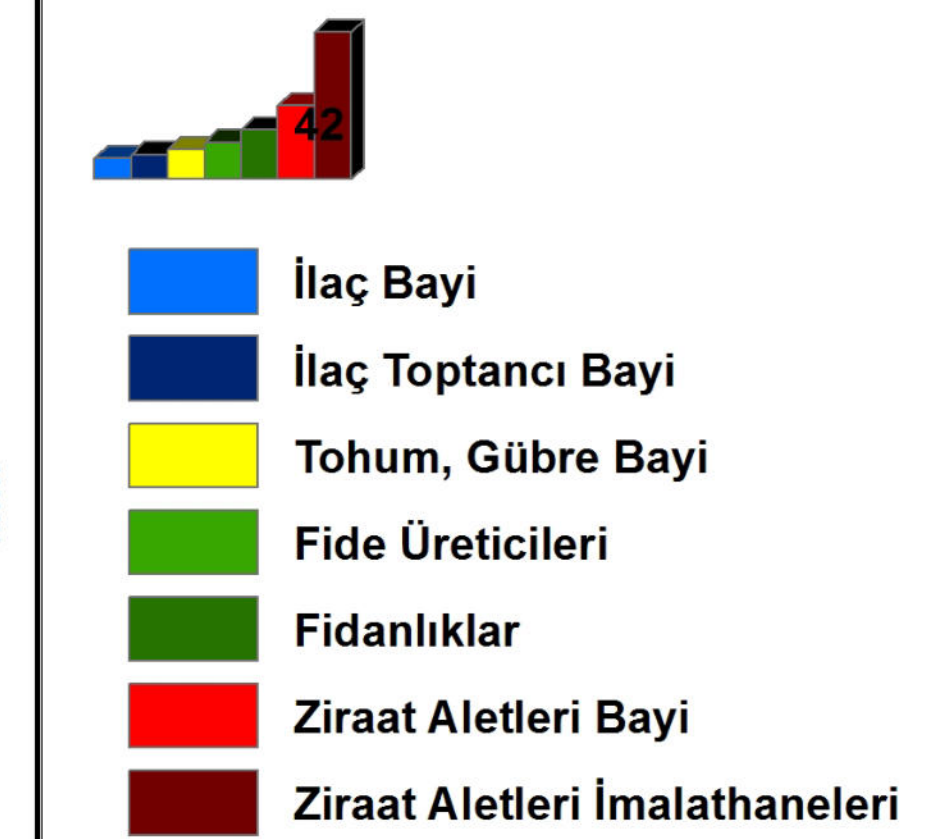 42
İlaç Bayi
İlaç Toptancı Bayi
Tohum, Gübre Bayi
Fide Üreticileri
Fidanlıklar
Ziraat Aletleri Bayi
Ziraat Aletleri İmalathaneleri